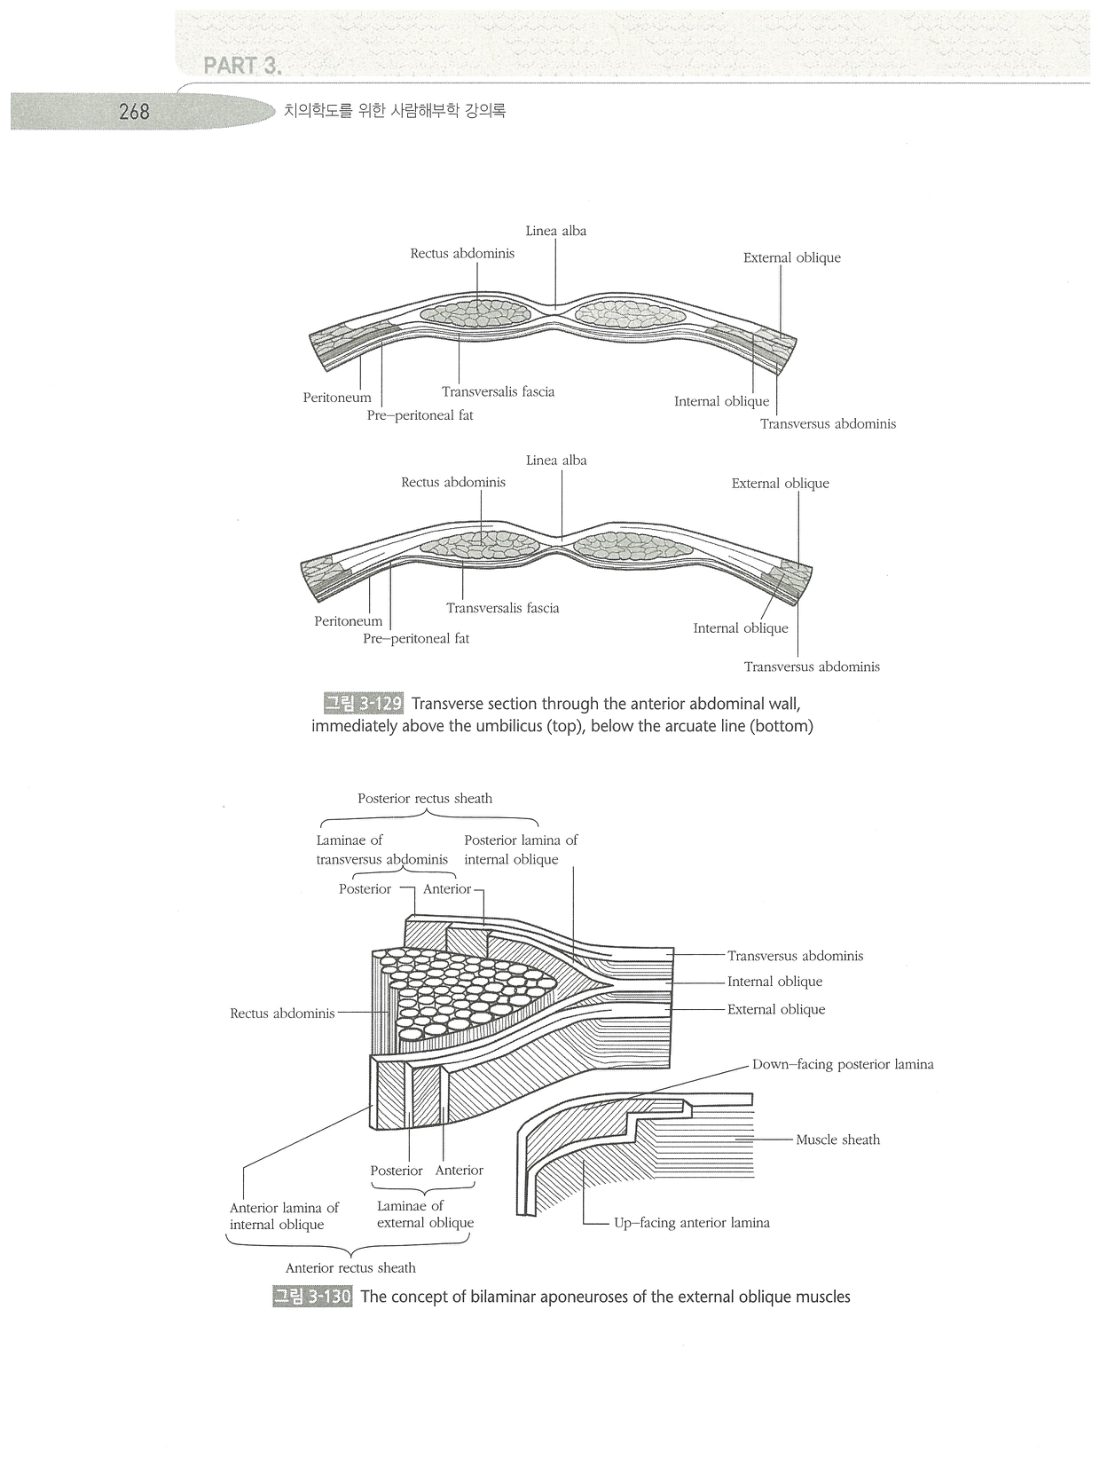 PART 3.
268
치의학도를 위한 사람해부학 강의록
Linea alba
Rectus abdominis
External oblique
Peritoneum
Transversalis fascia
Pre-peritoneal fat
Internal oblique
Transversus abdominis
Linea alba
Rectus abdominis
External oblique
Transversalis fascia
Peritoneum
Pre-peritoneal fat
Internal oblique
Transversus abdominis
그림 3-129 Transverse section through the anterior abdominal wall,
immediately above the umbilicus (top), below the arcuate line (bottom)
Posterior rectus sheath
Laminae of
transversus abdominis
Posterior lamina of
internal oblique
Posterior
Anterior
Transversus abdominis
Internal oblique
External oblique
Rectus abdominis
Down-facing posterior lamina
Muscle sheath
Up-facing anterior lamina
Posterior
Anterior
Anterior lamina of
internal oblique
Laminae of
external oblique
Anterior rectus sheath
그림 3-130 The concept of bilaminar aponeuroses of the external oblique muscles